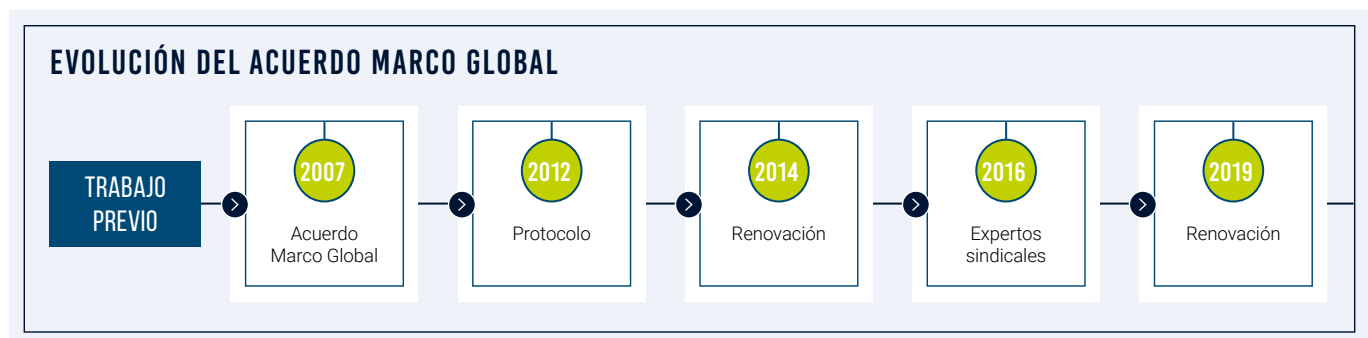 EVOLUCIÓN DEL ACUERDO MARCO GLOBAL
TRABAJO
PREVIO
2007
Acuerdo
Marco Global
2012
Protocolo
2014
Renovación
2016
Expertos
sindicales
2019
Renovación